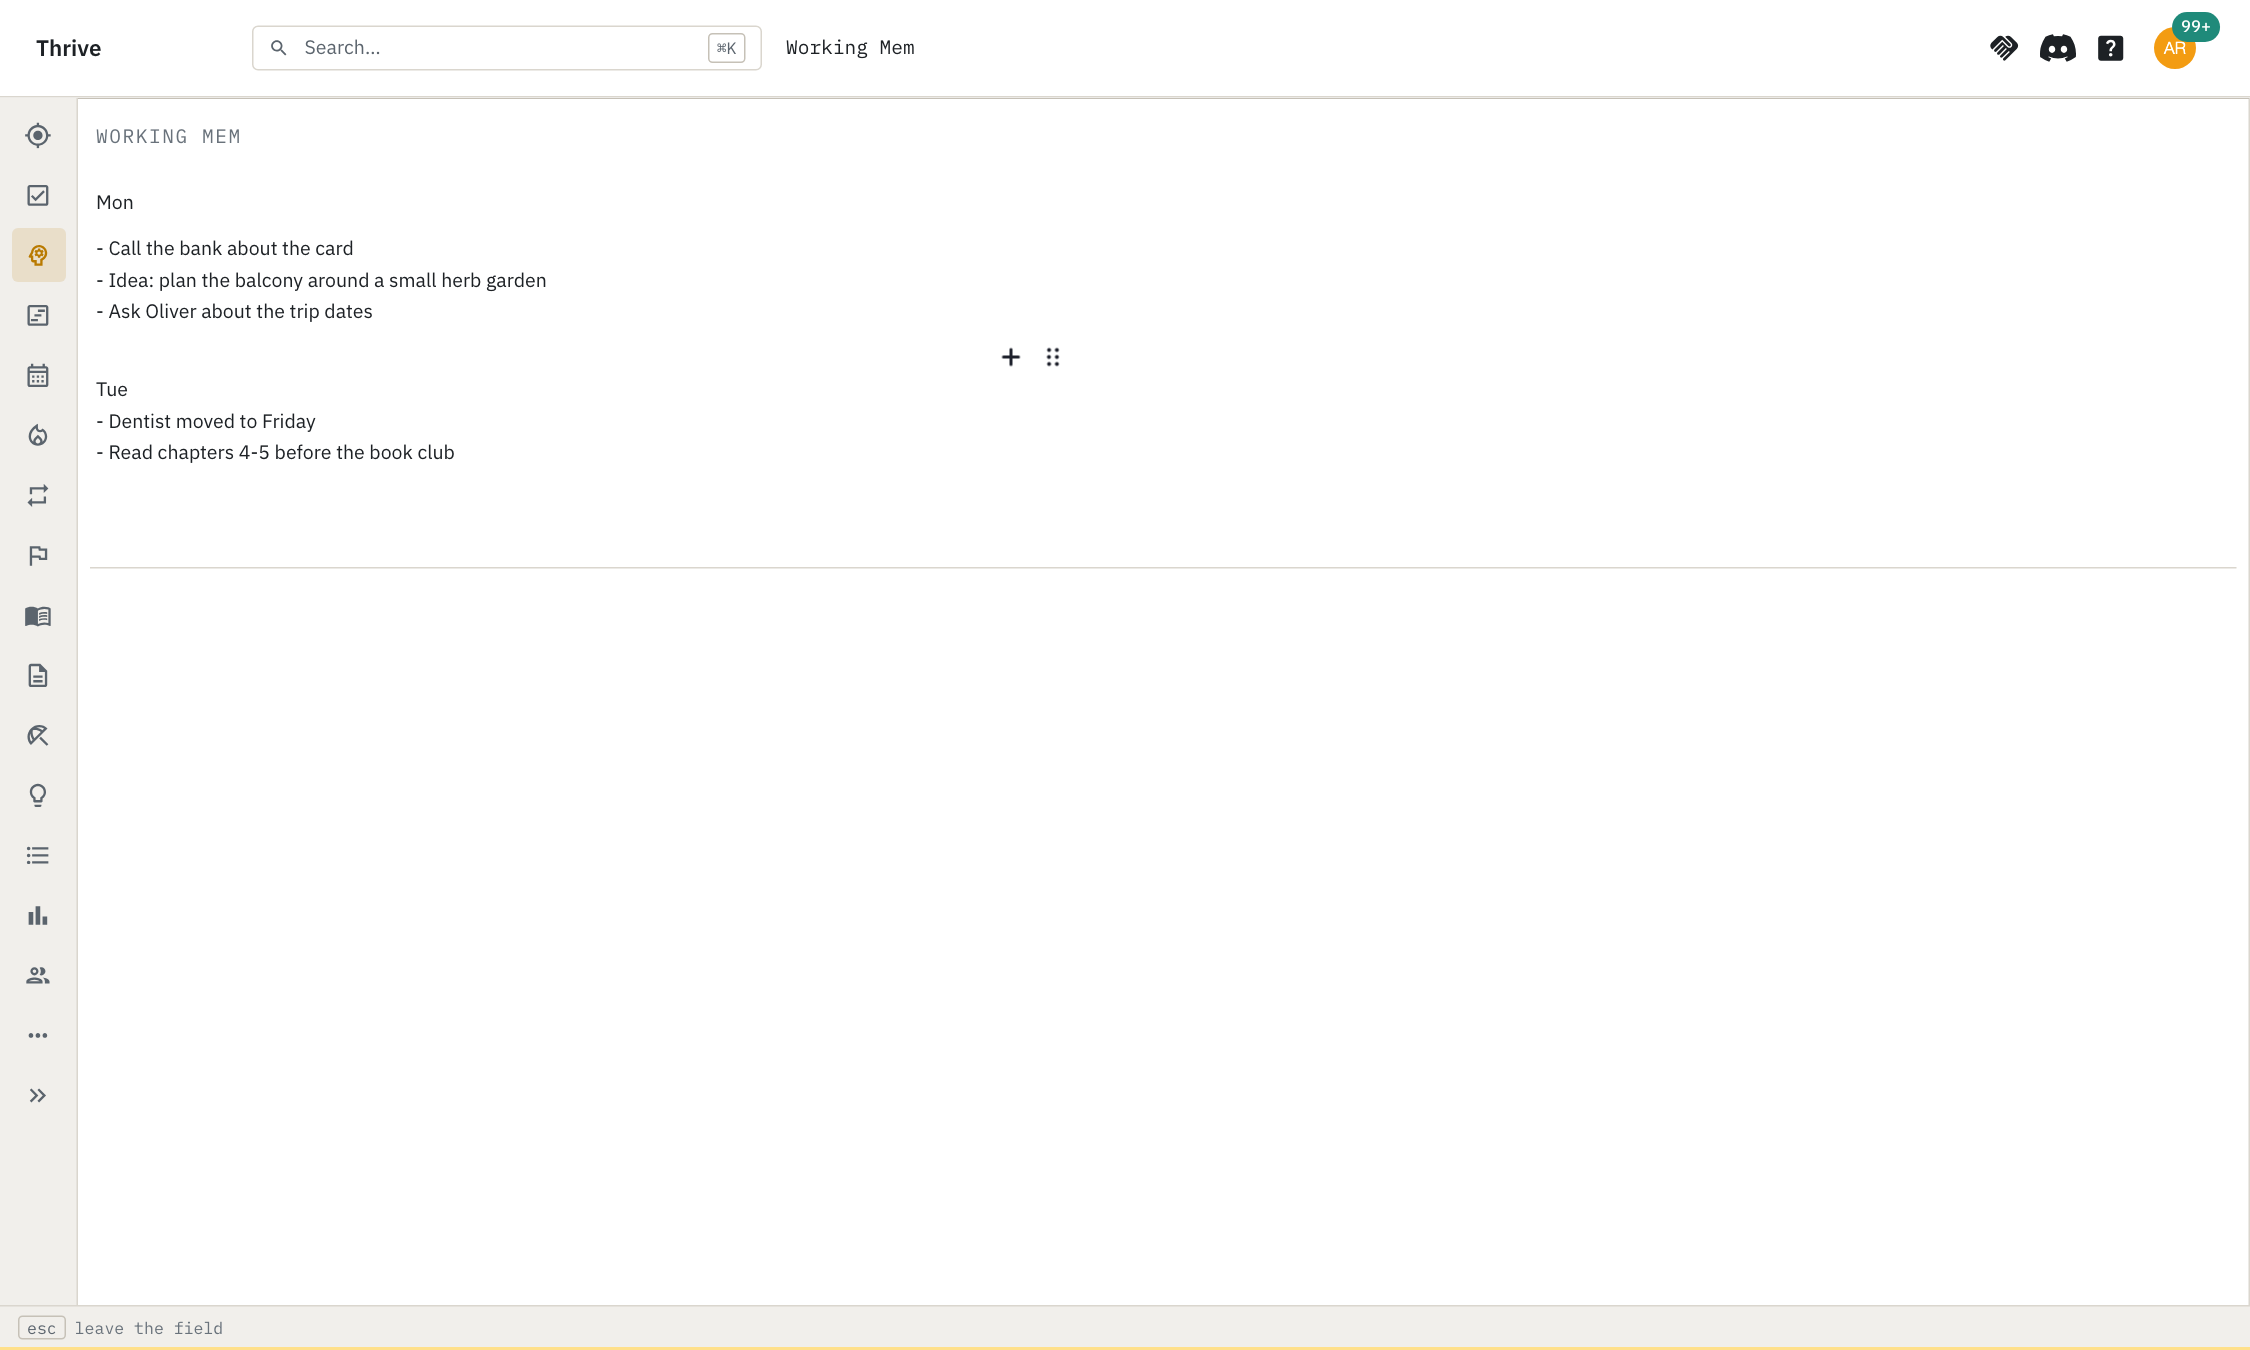 Thrive
Search...
⌘K
Working Mem
?
AR
99+
WORKING MEM
Mon
- Call the bank about the card
- Idea: plan the balcony around a small herb garden
- Ask Oliver about the trip dates
Tue
- Dentist moved to Friday
- Read chapters 4-5 before the book club
esc leave the field